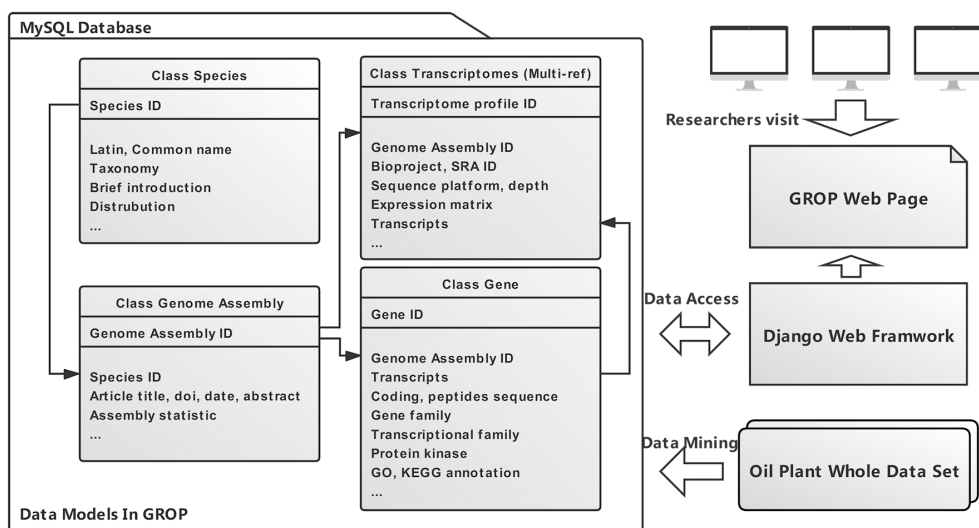 MySQL Database
Class Species
Species ID
Latin, Common name
Taxonomy
Brief introduction
Distrubution
...
Class Transcriptomes (Multi-ref)
Transcriptome profile ID
Genome Assembly ID
Bioproject, SRA ID
Sequence platform, depth
Expression matrix
Transcripts
...
Class Genome Assembly
Genome Assembly ID
Species ID
Article title, doi, date, abstract
Assembly statistic
...
Class Gene
Gene ID
Genome Assembly ID
Transcripts
Coding, peptides sequence
Gene family
Transcriptional family
Protein kinase
GO, KEGG annotation
...
Data Models In GROP
Researchers visit
GROP Web Page
Data Access
Django Web Framwork
Data Mining
Oil Plant Whole Data Set